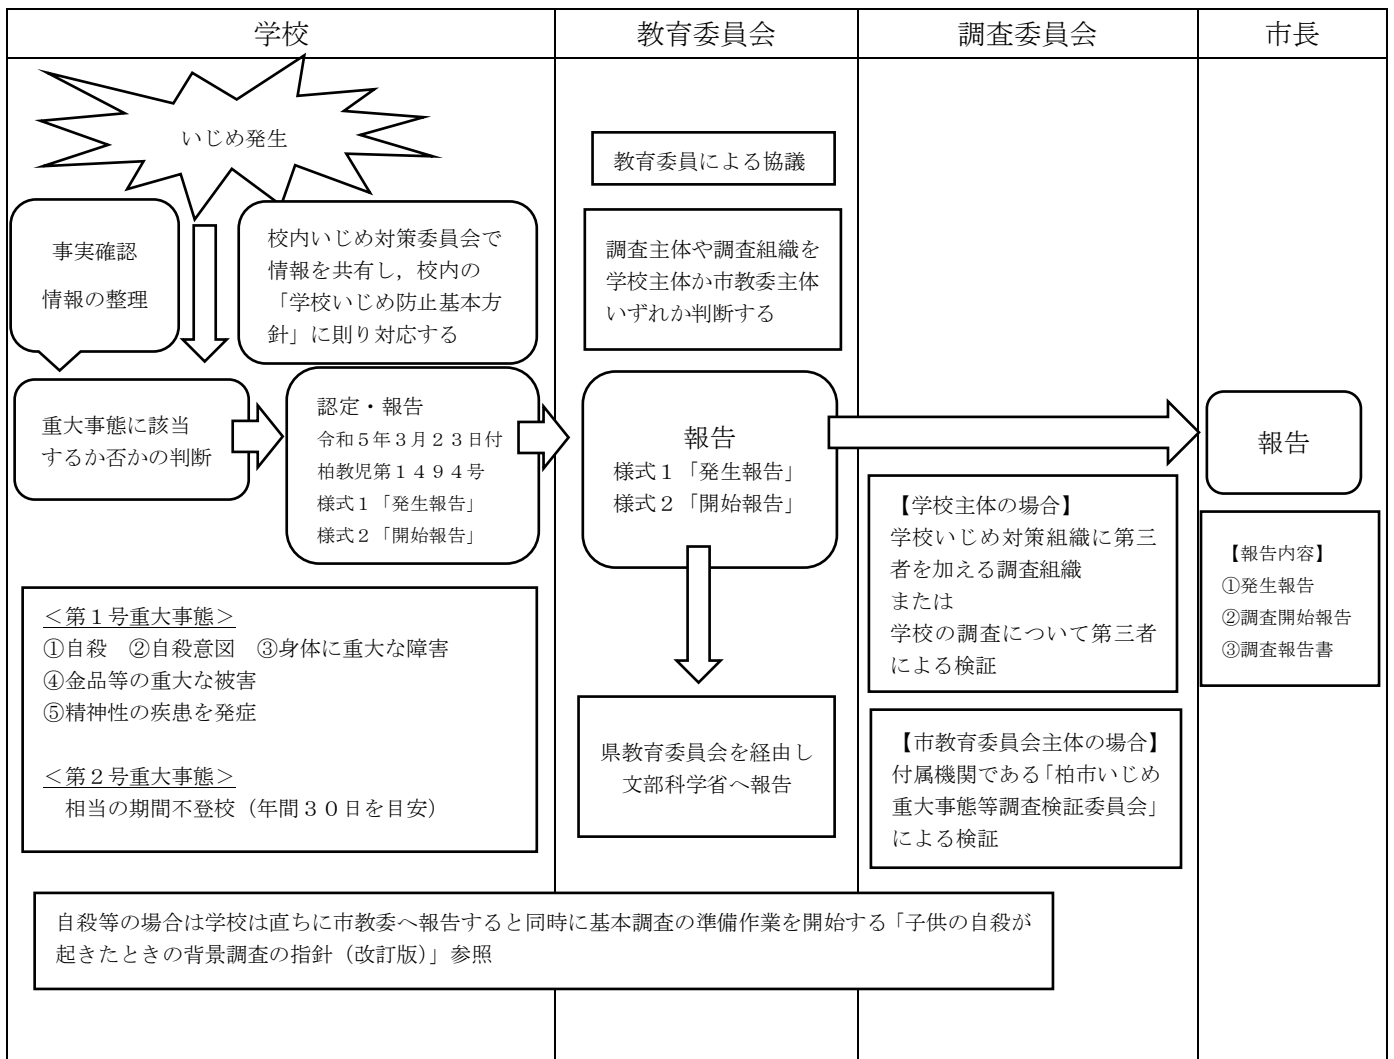 学校
教育委員会
調査委員会
市長
いじめ発生
事実確認
情報の整理
校内いじめ対策委員会で
情報を共有し，校内の
「学校いじめ防止基本方
針」に則り対応する
重大事態に該当
するか否かの判断
認定・報告
令和５年３月２３日付
柏教児第１４９４号
様式１「発生報告」
様式２「開始報告」
＜第１号重大事態＞
①自殺　②自殺意図　③身体に重大な障害
④金品等の重大な被害
⑤精神性の疾患を発症
＜第２号重大事態＞
相当の期間不登校（年間３０日を目安）
教育委員による協議
調査主体や調査組織を
学校主体か市教委主体
いずれか判断する
報告
様式１「発生報告」
様式２「開始報告」
県教育委員会を経由し
文部科学省へ報告
【学校主体の場合】
学校いじめ対策組織に第三
者を加える調査組織
または
学校の調査について第三者
による検証
【市教育委員会主体の場合】
付属機関である「柏市いじめ
重大事態等調査検証委員会」
による検証
報告
【報告内容】
①発生報告
②調査開始報告
③調査報告書
自殺等の場合は学校は直ちに市教委へ報告すると同時に基本調査の準備作業を開始する「子供の自殺が
起きたときの背景調査の指針（改訂版）」参照